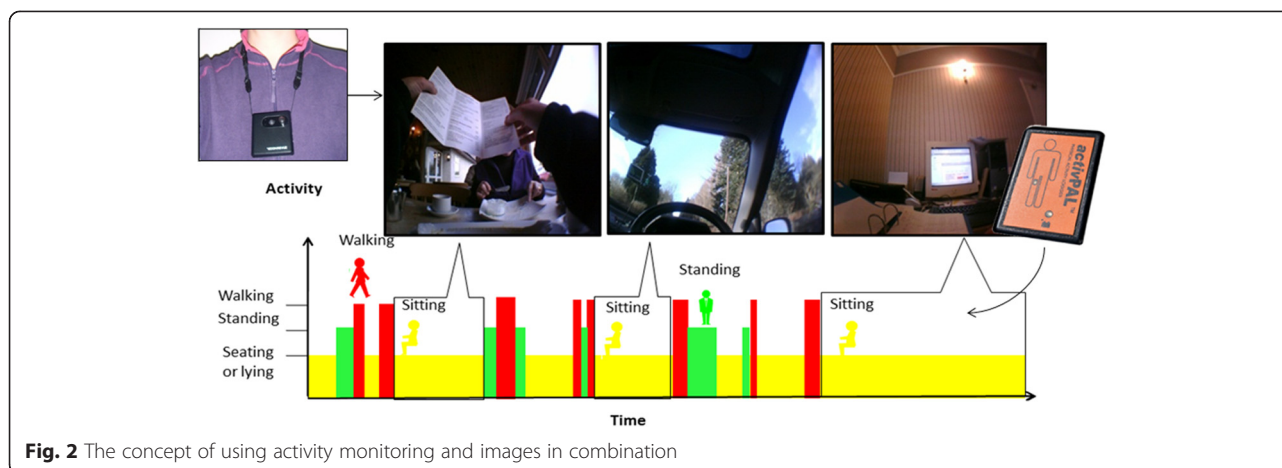 Activity
Walking
Standing
Walking
Standing
Seating
or lying
Sitting
Sitting
Sitting
activPAL™
Time
Fig. 2 The concept of using activity monitoring and images in combination